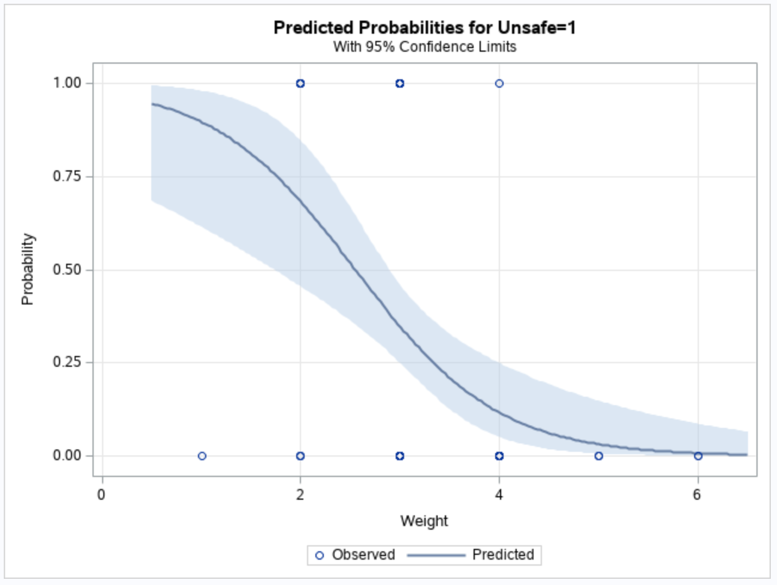 Predicted Probabilities for Unsafe=1
With 95% Confidence Limits
1.00
0.75
0.50
0.25
0.00
Probability
0 2 4 6
Weight
Observed Predicted